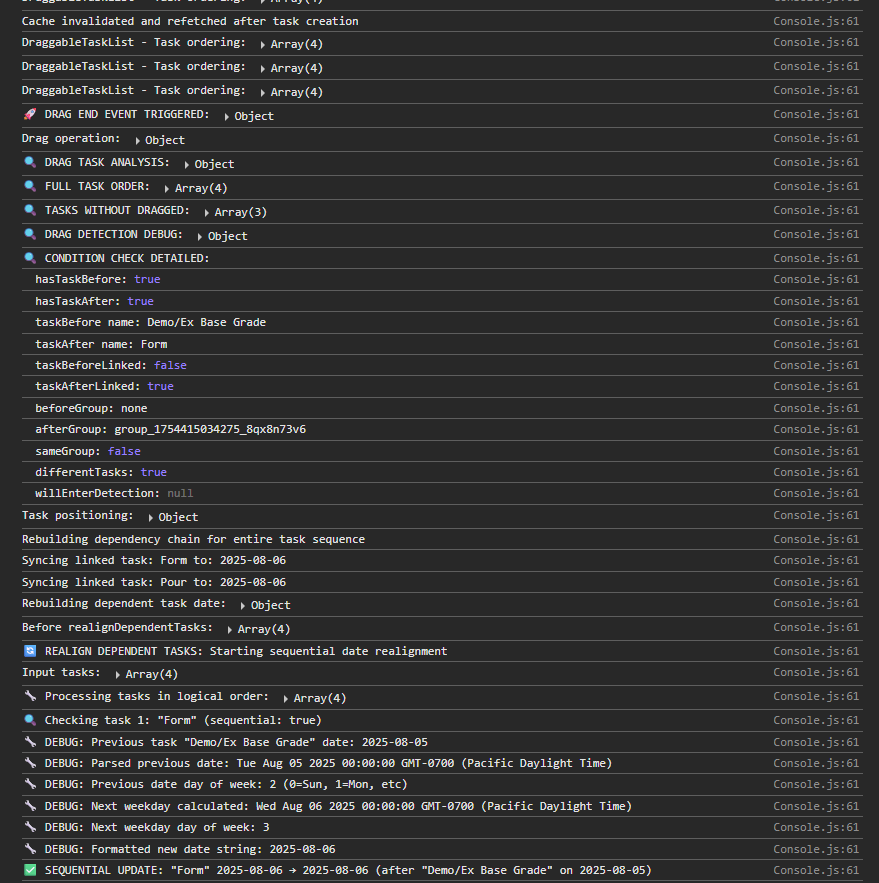 DraggableTaskList - Task ordering: ▸ Array(4) Console.js:61
Cache invalidated and refetched after task creation Console.js:61
DraggableTaskList - Task ordering: ▸ Array(4) Console.js:61
DraggableTaskList - Task ordering: ▸ Array(4) Console.js:61
DraggableTaskList - Task ordering: ▸ Array(4) Console.js:61
🚀 DRAG END EVENT TRIGGERED: ▸ Object Console.js:61
Drag operation: ▸ Object Console.js:61
🔍 DRAG TASK ANALYSIS: ▸ Object Console.js:61
🔍 FULL TASK ORDER: ▸ Array(4) Console.js:61
🔍 TASKS WITHOUT DRAGGED: ▸ Array(3) Console.js:61
🔍 DRAG DETECTION DEBUG: ▸ Object Console.js:61
🔍 CONDITION CHECK DETAILED: Console.js:61
hasTaskBefore: true Console.js:61
hasTaskAfter: true Console.js:61
taskBefore name: Demo/Ex Base Grade Console.js:61
taskAfter name: Form Console.js:61
taskBeforeLinked: false Console.js:61
taskAfterLinked: true Console.js:61
beforeGroup: none Console.js:61
afterGroup: group_1754415034275_8qx8n73v6 Console.js:61
sameGroup: false Console.js:61
differentTasks: true Console.js:61
willEnterDetection: null Console.js:61
Task positioning: ▸ Object Console.js:61
Rebuilding dependency chain for entire task sequence Console.js:61
Syncing linked task: Form to: 2025-08-06 Console.js:61
Syncing linked task: Pour to: 2025-08-06 Console.js:61
Rebuilding dependent task date: ▸ Object Console.js:61
Before realignDependentTasks: ▸ Array(4) Console.js:61
🔄 REALIGN DEPENDENT TASKS: Starting sequential date realignment Console.js:61
Input tasks: ▸ Array(4) Console.js:61
🔧 Processing tasks in logical order: ▸ Array(4) Console.js:61
🔍 Checking task 1: "Form" (sequential: true) Console.js:61
🔧 DEBUG: Previous task "Demo/Ex Base Grade" date: 2025-08-05 Console.js:61
🔧 DEBUG: Parsed previous date: Tue Aug 05 2025 00:00:00 GMT-0700 (Pacific Daylight Time) Console.js:61
🔧 DEBUG: Previous date day of week: 2 (0=Sun, 1=Mon, etc) Console.js:61
🔧 DEBUG: Next weekday calculated: Wed Aug 06 2025 00:00:00 GMT-0700 (Pacific Daylight Time) Console.js:61
🔧 DEBUG: Next weekday day of week: 3 Console.js:61
🔧 DEBUG: Formatted new date string: 2025-08-06 Console.js:61
✅ SEQUENTIAL UPDATE: "Form" 2025-08-06 → 2025-08-06 (after "Demo/Ex Base Grade" on 2025-08-05) Console.js:61